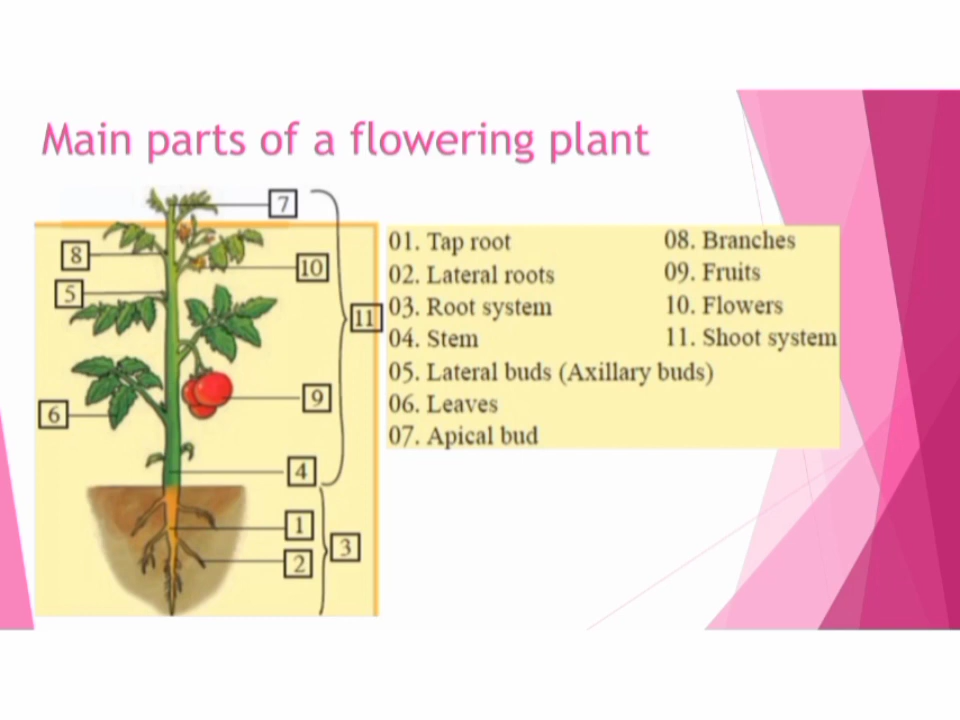 Main parts of a flowering plant
7
8
10
5
11
9
6
4
1
3
2
01. Tap root
02. Lateral roots
03. Root system
04. Stem
05. Lateral buds (Axillary buds)
06. Leaves
07. Apical bud
08. Branches
09. Fruits
10. Flowers
11. Shoot system